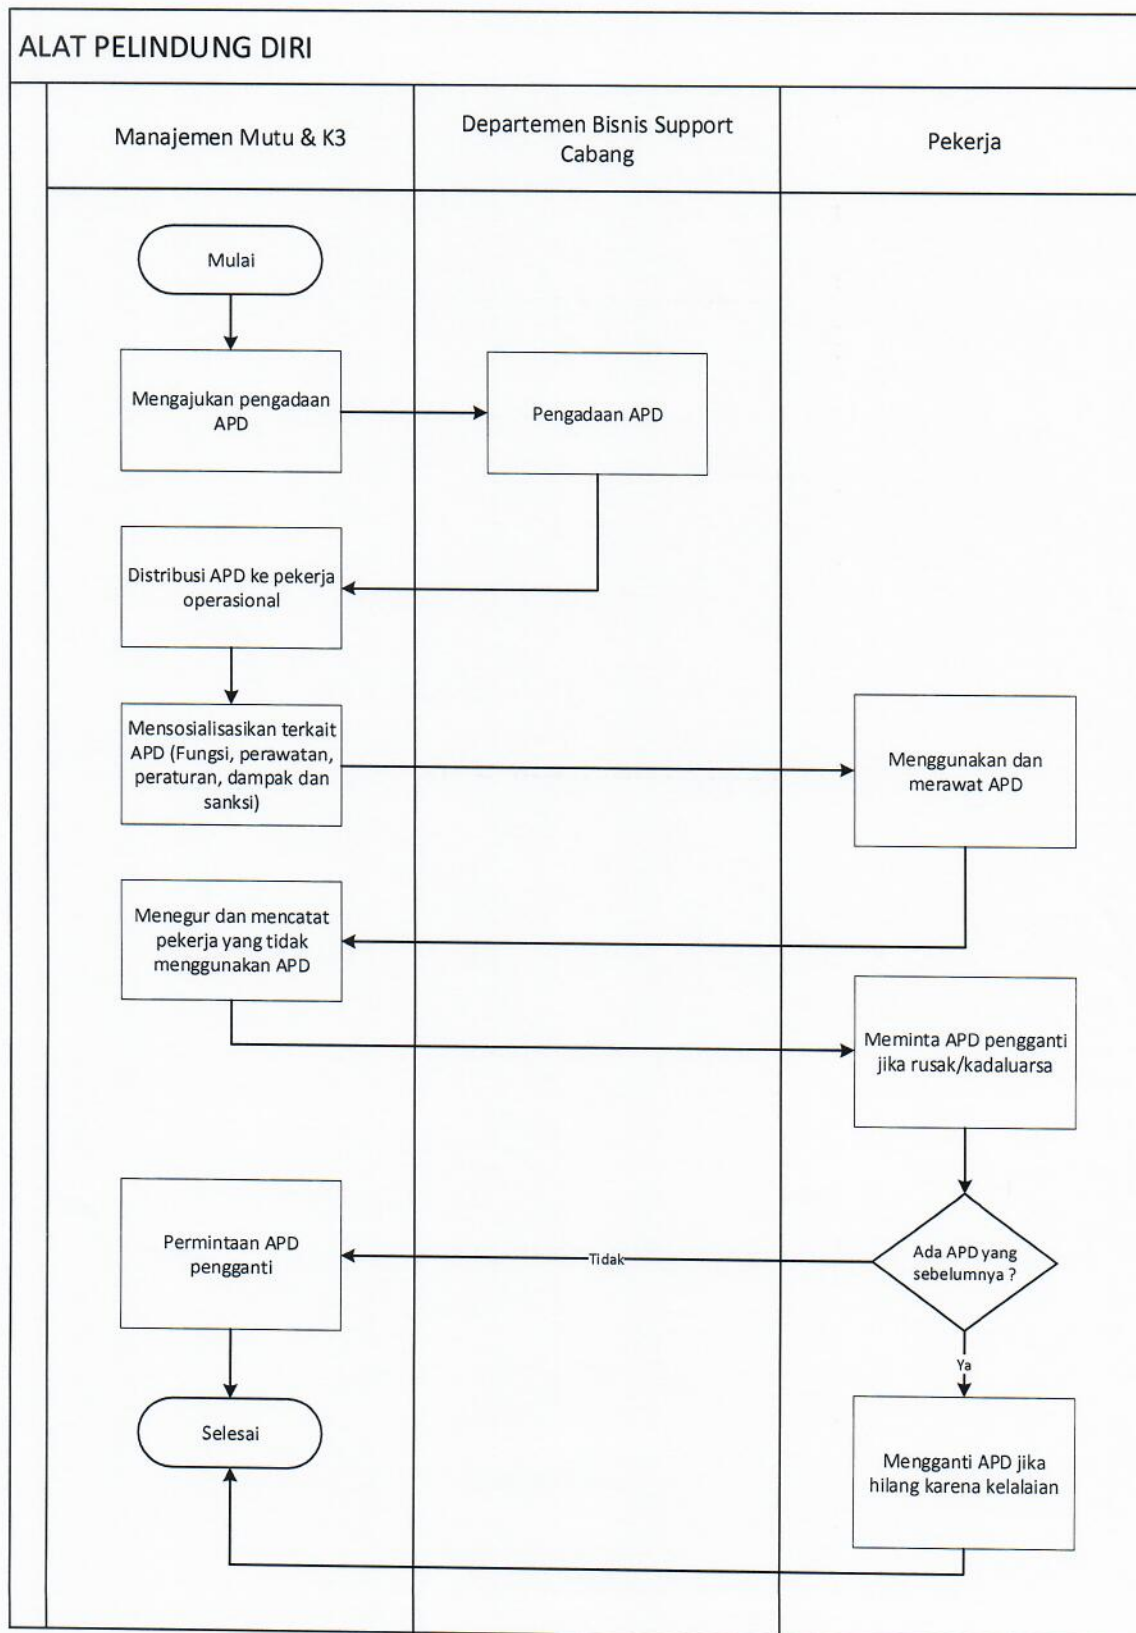 ALAT PELINDUNG DIRI
Manajemen Mutu & K3
Departemen Bisnis Support
Cabang
Pekerja
Mulai
Mengajukan pengadaan
APD
Pengadaan APD
Distribusi APD ke pekerja
operasional
Mensosialisasikan terkait
APD (Fungsi, perawatan,
peraturan, dampak dan
sanksi)
Menggunakan dan
merawat APD
Menegur dan mencatat
pekerja yang tidak
menggunakan APD
Meminta APD pengganti
jika rusak/kadaluarsa
Ada APD yang
sebelumnya ?
Tidak
Permintaan APD
pengganti
Ya
Mengganti APD jika
hilang karena kelalaian
Selesai